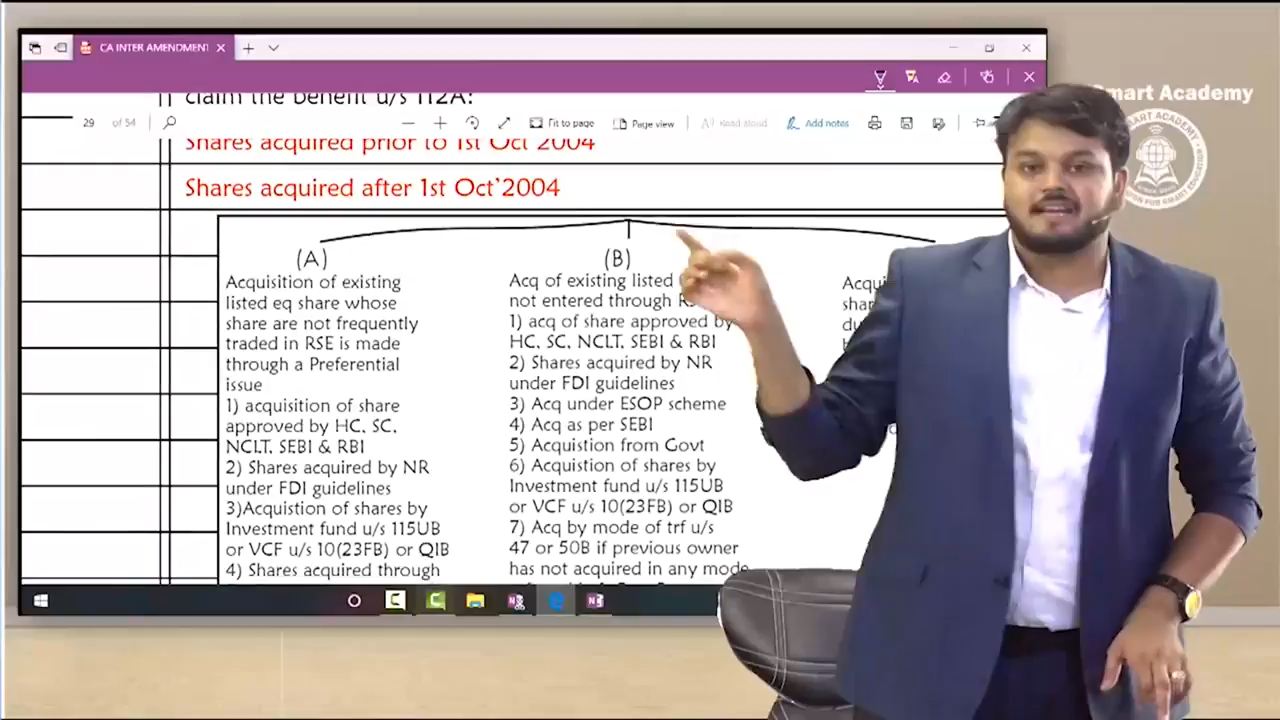 CA INTER AMENDMENT
claim the benefit u/s 112A:
29 of 54
Fit to page
Page view
Read aloud
Add notes
Smart Academy
Shares acquired prior to 1st Oct 2004
Shares acquired after 1st Oct'2004
(A)
Acquisition of existing
listed eq share whose
share are not frequently
traded in RSE is made
through a Preferential
issue
1) acquisition of share
approved by HC, SC,
NCLT, SEBI & RBI
2) Shares acquired by NR
under FDI guidelines
3)Acquistion of shares by
Investment fund u/s 115UB
or VCF u/s 10(23FB) or QIB
4) Shares acquired through
(B)
Acq of existing listed
not entered through
1) acq of share approved by
HC, SC, NCLT, SEBI & RBI
2) Shares acquired by NR
under FDI guidelines
3) Acq under ESOP scheme
4) Acq as per SEBI
5) Acquistion from Govt
6) Acquistion of shares by
Investment fund u/s 115UB
or VCF u/s 10(23FB) or QIB
7) Acq by mode of trf u/s
47 or 50B if previous owner
has not acquired in any mode